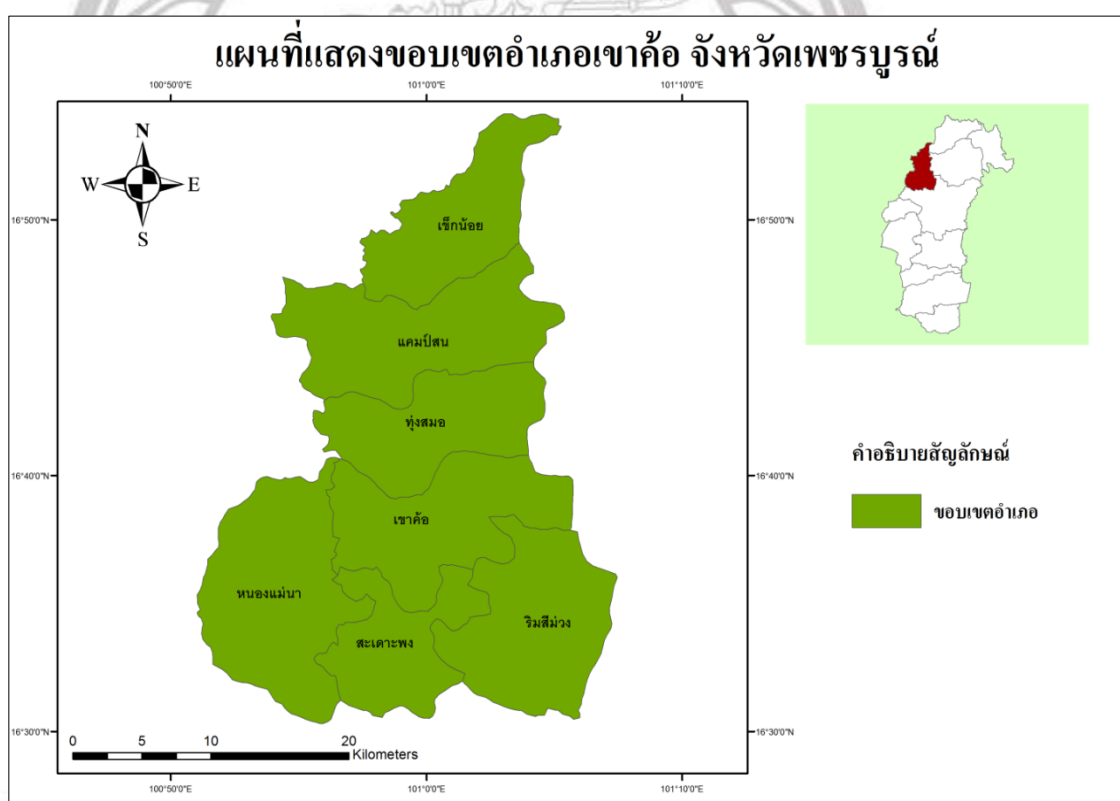 แผนที่แสดงขอบเขตอำเภอเขาค้อ จังหวัดเพชรบูรณ์
100°50'0"E 101°0'0"E 101°10'0"E
N
W E
S
16°50'0"N 16°50'0"N
เข็กน้อย
แคมป์สน
ทุ่งสมอ
คำอธิบายสัญลักษณ์
16°40'0"N 16°40'0"N
ขอบเขตอำเภอ
เขาค้อ
หนองแม่นา
ริมสีม่วง
สะเดาะพง
16°30'0"N 16°30'0"N
0 5 10 20
Kilometers
100°50'0"E 101°0'0"E 101°10'0"E